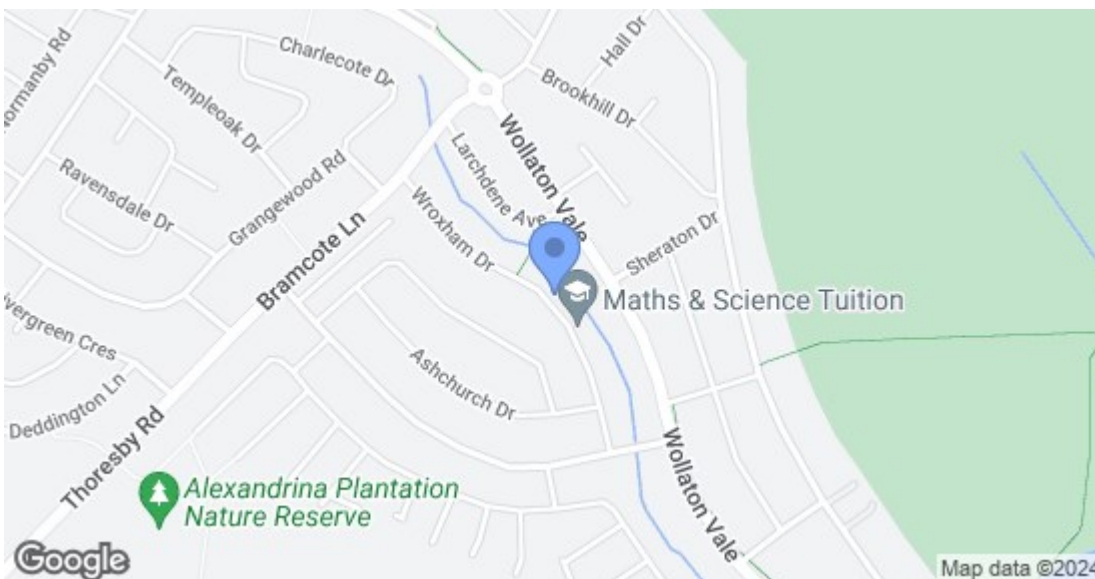 Normanby Rd
Charlecote Dr
Hall Dr
Templeoak Dr
Brookhill Dr
Wollaton Vale
Larchdene Ave
Ravensdale Dr
Grangewood Rd
Bramcote Ln
Wroxham Dr
Sheraton Dr
Maths & Science Tuition
vergreen Cres
Ashchurch Dr
Deddington Ln
Thoresby Rd
Wollaton Vale
Alexandrina Plantation
Nature Reserve
Google
Map data ©2024